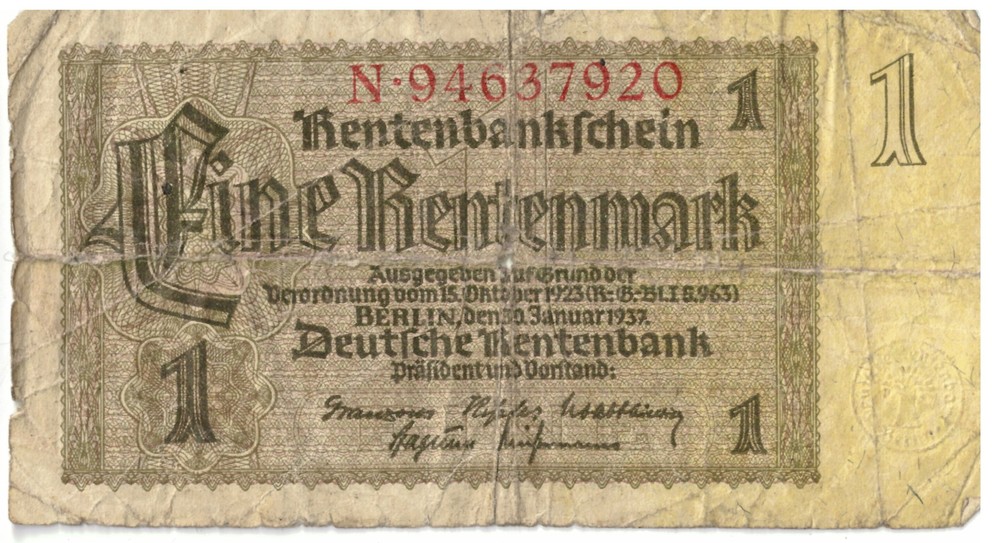 N·94637920
1
1
Rentenbankschein
Eine Rentenmark
Ausgegeben auf Grund der
Verordnung vom 15. Oktober 1923 (R.-G.-Bl. I S. 963)
BERLIN, den 30. Januar 1937.
Deutsche Rentenbank
Präsident und Vorstand:
1
1